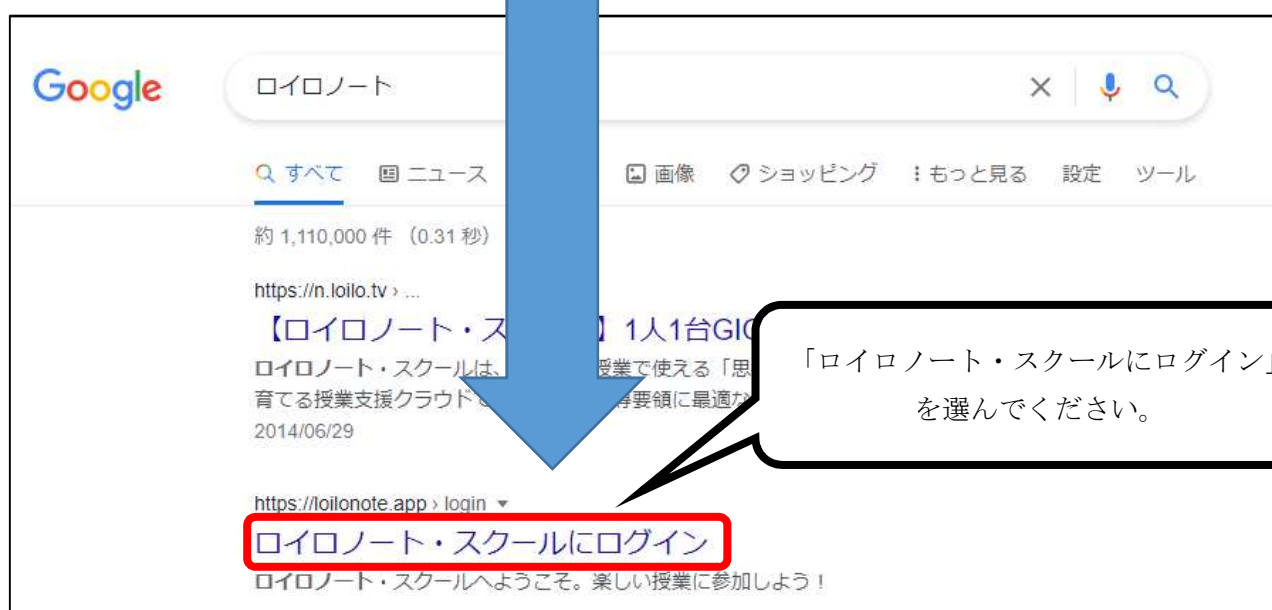 Google
ロイロノート
すべて ニュース 画像 ショッピング もっと見る 設定 ツール
約 1,110,000 件 (0.31 秒)
https://n.loilo.tv › ...
【ロイロノート・ス 】1人1台GIG
ロイロノート・スクールは、 授業で使える「思
育てる授業支援クラウド 要領に最適な
2014/06/29
「ロイロノート・スクールにログイン」
を選んでください。
https://loilonote.app › login
ロイロノート・スクールにログイン
ロイロノート・スクールへようこそ。楽しい授業に参加しよう！